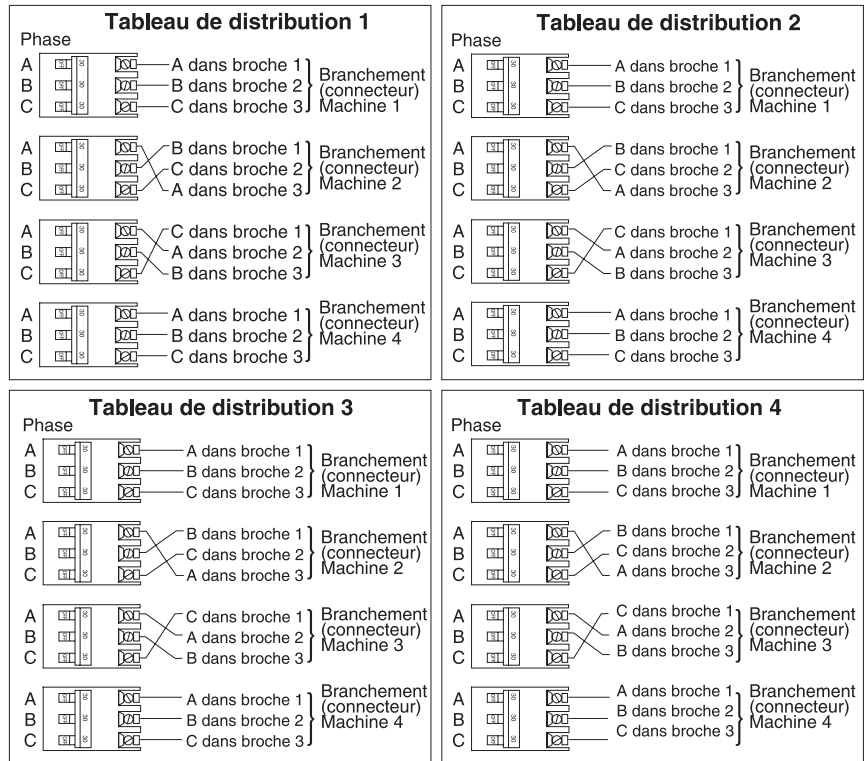 Tableau de distribution 1
Phase
A
B
C
A dans broche 1
B dans broche 2
C dans broche 3
Branchement
(connecteur)
Machine 1
A
B
C
B dans broche 1
C dans broche 2
A dans broche 3
Branchement
(connecteur)
Machine 2
A
B
C
C dans broche 1
A dans broche 2
B dans broche 3
Branchement
(connecteur)
Machine 3
A
B
C
A dans broche 1
B dans broche 2
C dans broche 3
Branchement
(connecteur)
Machine 4
Tableau de distribution 2
Phase
A
B
C
A dans broche 1
B dans broche 2
C dans broche 3
Branchement
(connecteur)
Machine 1
A
B
C
B dans broche 1
C dans broche 2
A dans broche 3
Branchement
(connecteur)
Machine 2
A
B
C
C dans broche 1
A dans broche 2
B dans broche 3
Branchement
(connecteur)
Machine 3
A
B
C
A dans broche 1
B dans broche 2
C dans broche 3
Branchement
(connecteur)
Machine 4
Tableau de distribution 3
Phase
A
B
C
A dans broche 1
B dans broche 2
C dans broche 3
Branchement
(connecteur)
Machine 1
A
B
C
B dans broche 1
C dans broche 2
A dans broche 3
Branchement
(connecteur)
Machine 2
A
B
C
C dans broche 1
A dans broche 2
B dans broche 3
Branchement
(connecteur)
Machine 3
A
B
C
A dans broche 1
B dans broche 2
C dans broche 3
Branchement
(connecteur)
Machine 4
Tableau de distribution 4
Phase
A
B
C
A dans broche 1
B dans broche 2
C dans broche 3
Branchement
(connecteur)
Machine 1
A
B
C
B dans broche 1
C dans broche 2
A dans broche 3
Branchement
(connecteur)
Machine 2
A
B
C
C dans broche 1
A dans broche 2
B dans broche 3
Branchement
(connecteur)
Machine 3
A
B
C
A dans broche 1
B dans broche 2
C dans broche 3
Branchement
(connecteur)
Machine 4